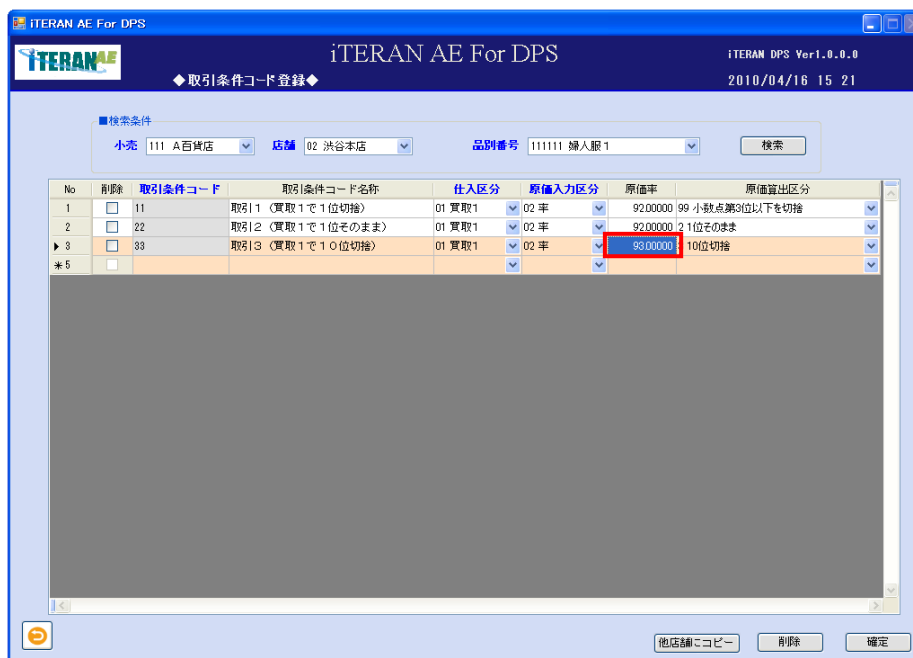 iTERAN AE For DPS
iTERAN AE
iTERAN AE For DPS
iTERAN DPS Ver1.0.0.0
◆取引条件コード登録◆
2010/04/16 15 21
■検索条件
小売 111 A百貨店 店舗 02 渋谷本店 品別番号 111111 婦人服1 検索
No 削除 取引条件コード 取引条件コード名称 仕入区分 原価入力区分 原価率 原価算出区分
1 11 取引1（買取1で1位切捨） 01 買取1 02 率 92.00000 99 小数点第3位以下を切捨
2 22 取引2（買取1で1位そのまま） 01 買取1 02 率 92.00000 2 1位そのまま
3 33 取引3（買取1で10位切捨） 01 買取1 02 率 93.00000 10位切捨
*5
他店舗にコピー 削除 確定